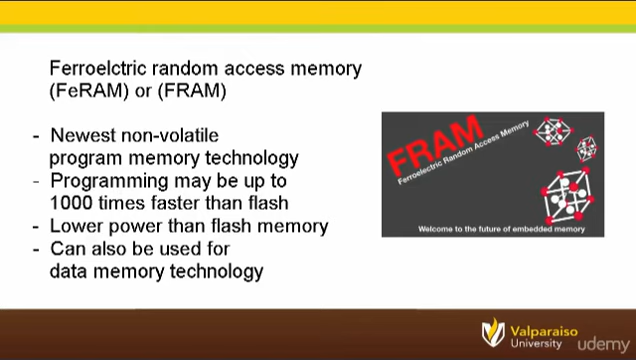 Ferroelctric random access memory
(FeRAM) or (FRAM)
- Newest non-volatile
program memory technology
- Programming may be up to
1000 times faster than flash
- Lower power than flash memory
- Can also be used for
data memory technology
FRAM
Ferroelectric Random Access Memory
Welcome to the future of embedded memory
Valparaiso
University
udemy